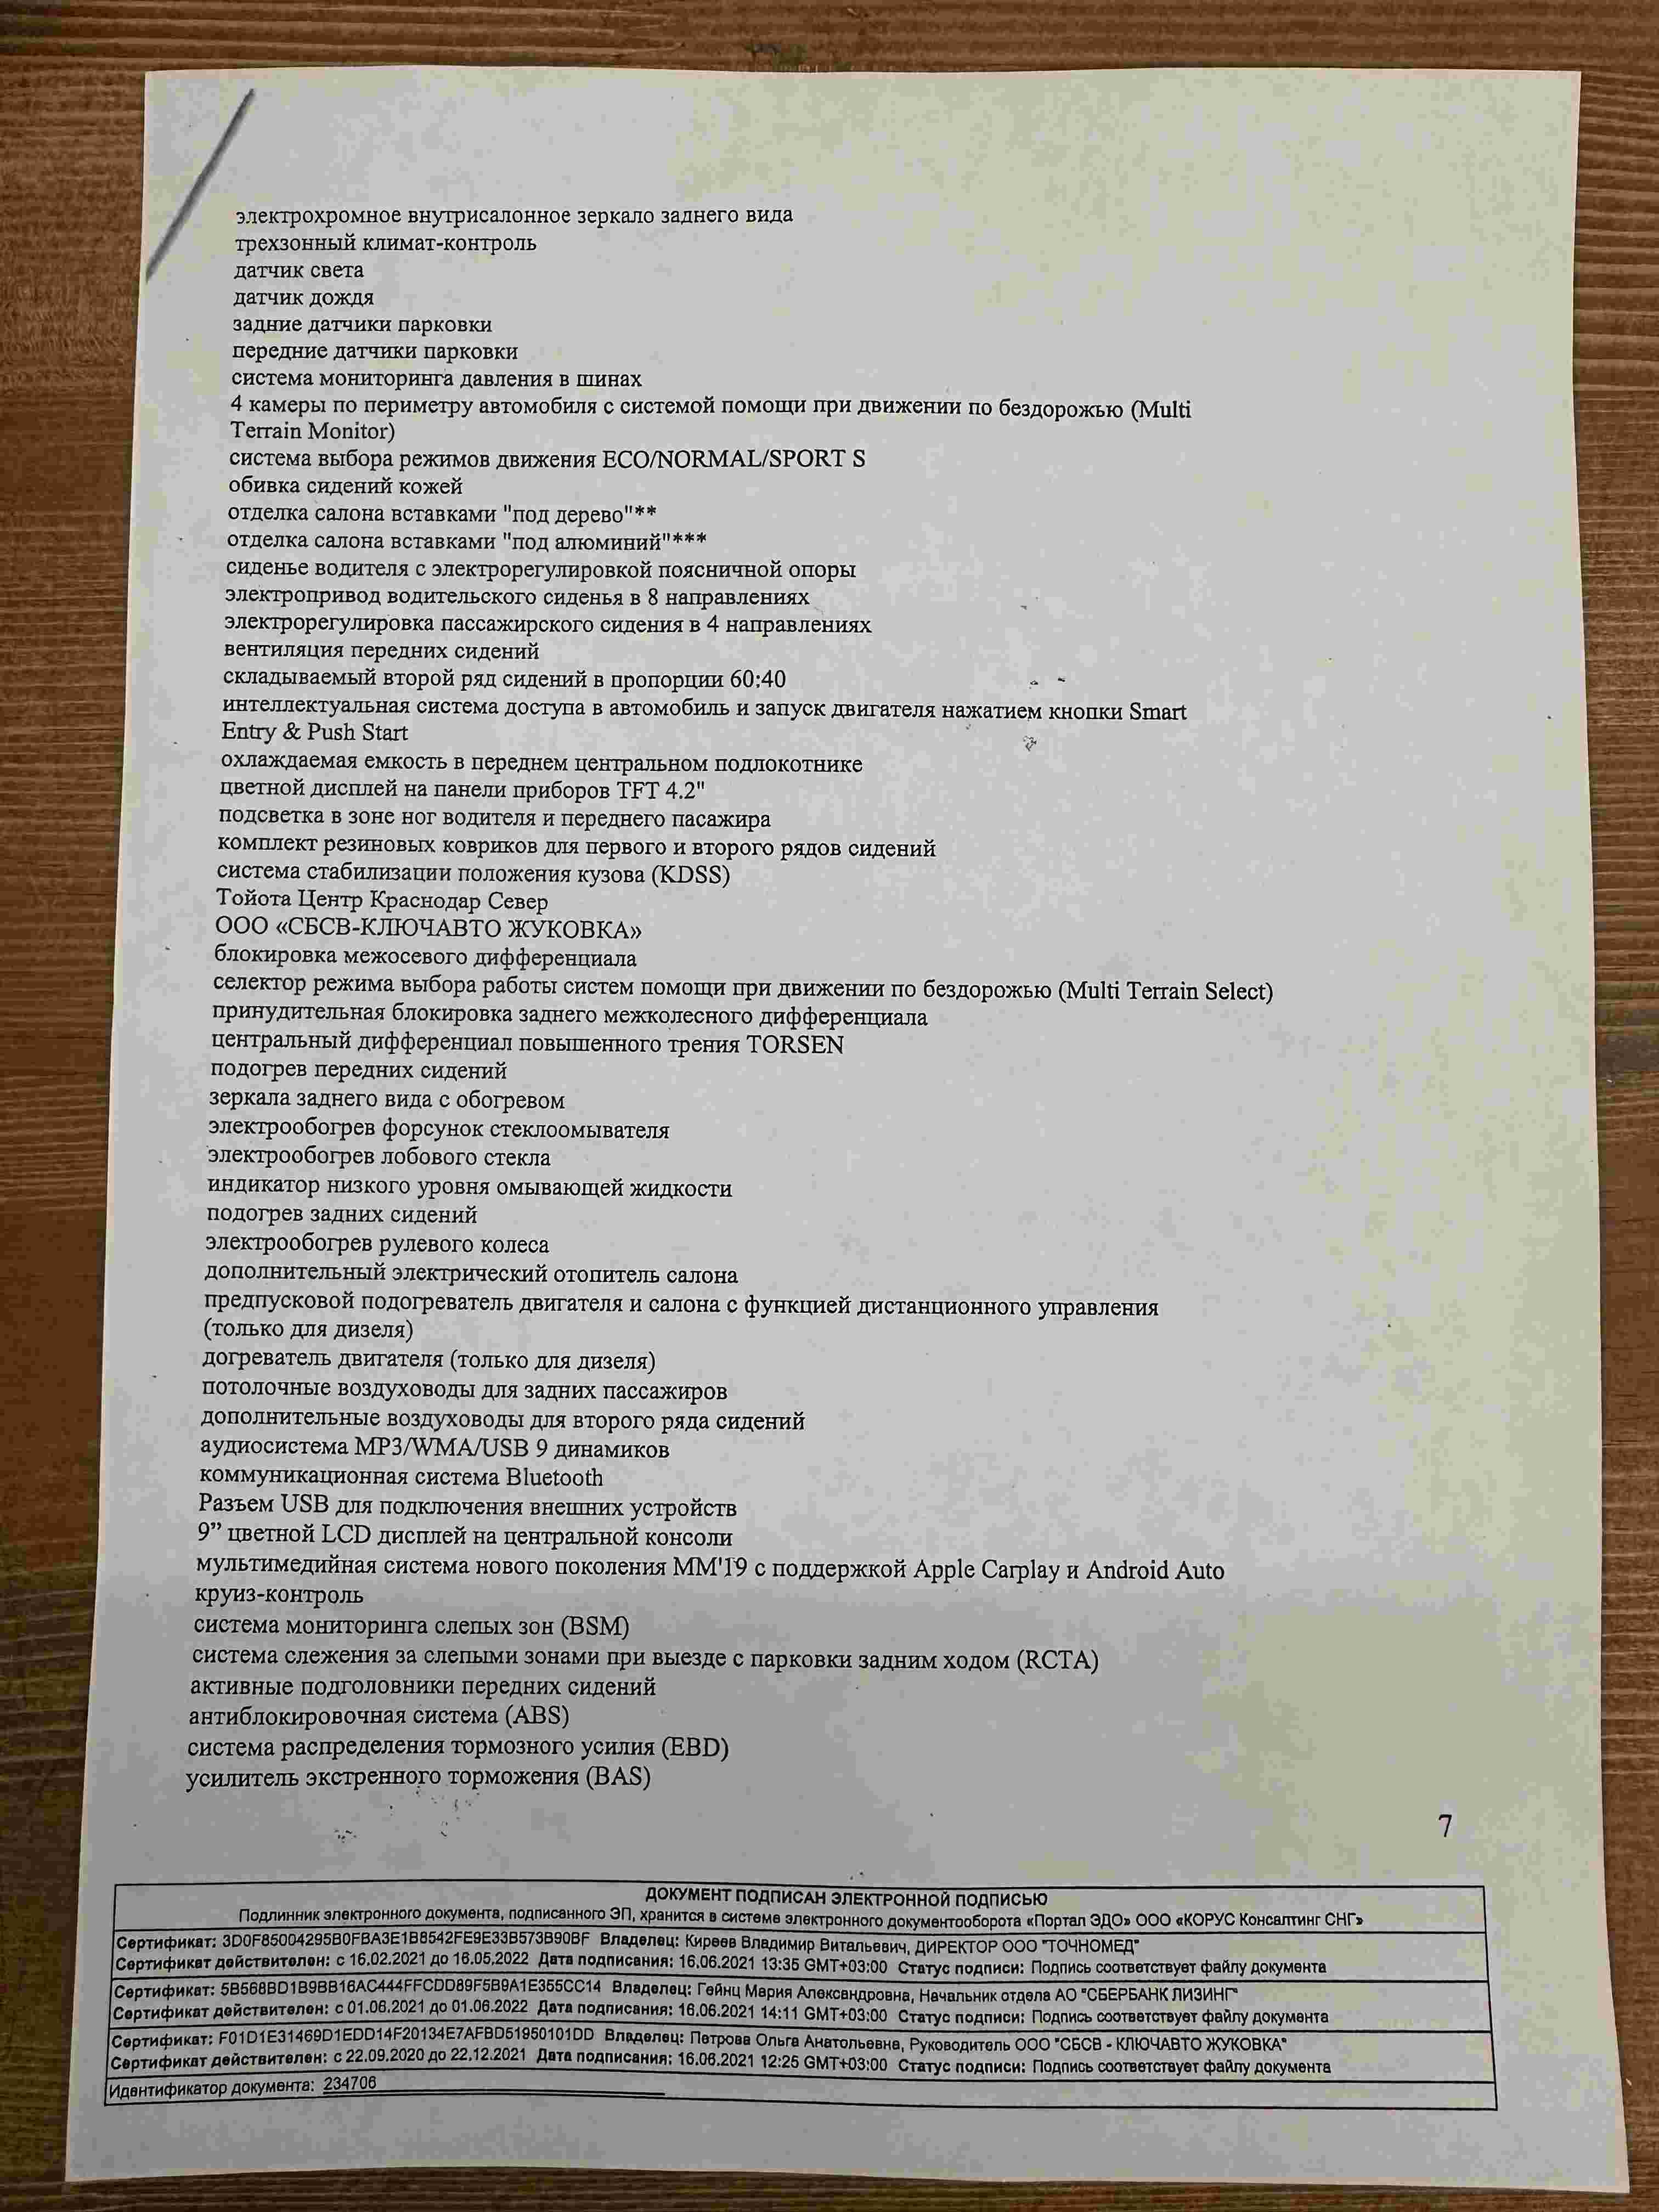 электрохромное внутрисалонное зеркало заднего вида
трехзонный климат-контроль
датчик света
датчик дождя
задние датчики парковки
передние датчики парковки
система мониторинга давления в шинах
4 камеры по периметру автомобиля с системой помощи при движении по бездорожью (Multi
Terrain Monitor)
система выбора режимов движения ECO/NORMAL/SPORT S
обивка сидений кожей
отделка салона вставками "под дерево"**
отделка салона вставками "под алюминий"***
сиденье водителя с электрорегулировкой поясничной опоры
электропривод водительского сиденья в 8 направлениях
электрорегулировка пассажирского сидения в 4 направлениях
вентиляция передних сидений
складываемый второй ряд сидений в пропорции 60:40
интеллектуальная система доступа в автомобиль и запуск двигателя нажатием кнопки Smart
Entry & Push Start
охлаждаемая емкость в переднем центральном подлокотнике
цветной дисплей на панели приборов TFT 4.2"
подсветка в зоне ног водителя и переднего пасажира
комплект резиновых ковриков для первого и второго рядов сидений
система стабилизации положения кузова (KDSS)
Тойота Центр Краснодар Север
ООО «СБСВ-КЛЮЧАВТО ЖУКОВКА»
блокировка межосевого дифференциала
селектор режима выбора работы систем помощи при движении по бездорожью (Multi Terrain Select)
принудительная блокировка заднего межколесного дифференциала
центральный дифференциал повышенного трения TORSEN
подогрев передних сидений
зеркала заднего вида с обогревом
электрообогрев форсунок стеклоомывателя
электрообогрев лобового стекла
индикатор низкого уровня омывающей жидкости
подогрев задних сидений
электрообогрев рулевого колеса
дополнительный электрический отопитель салона
предпусковой подогреватель двигателя и салона с функцией дистанционного управления
(только для дизеля)
догреватель двигателя (только для дизеля)
потолочные воздуховоды для задних пассажиров
дополнительные воздуховоды для второго ряда сидений
аудиосистема MP3/WMA/USB 9 динамиков
коммуникационная система Bluetooth
Разъем USB для подключения внешних устройств
9” цветной LCD дисплей на центральной консоли
мультимедийная система нового поколения MM'19 с поддержкой Apple Carplay и Android Auto
круиз-контроль
система мониторинга слепых зон (BSM)
система слежения за слепыми зонами при выезде с парковки задним ходом (RCTA)
активные подголовники передних сидений
антиблокировочная система (ABS)
система распределения тормозного усилия (EBD)
усилитель экстренного торможения (BAS)
7
ДОКУМЕНТ ПОДПИСАН ЭЛЕКТРОННОЙ ПОДПИСЬЮ
Подлинник электронного документа, подписанного ЭП, хранится в системе электронного документооборота «Портал ЭДО» ООО «КОРУС Консалтинг СНГ»
Сертификат: 3D0F85004295B0FBA3E1B8542FE9E33B573B90BF Владелец: Киреев Владимир Витальевич, ДИРЕКТОР ООО "ТОЧНОМЕД"
Сертификат действителен: с 16.02.2021 до 16.05.2022 Дата подписания: 16.06.2021 13:35 GMT+03:00 Статус подписи: Подпись соответствует файлу документа
Сертификат: 5B568BD1B9BB16AC444FFCDD89F5B9A1E355CC14 Владелец: Гейнц Мария Александровна, Начальник отдела АО "СБЕРБАНК ЛИЗИНГ"
Сертификат действителен: с 01.06.2021 до 01.06.2022 Дата подписания: 16.06.2021 14:11 GMT+03:00 Статус подписи: Подпись соответствует файлу документа
Сертификат: F01D1E31469D1EDD14F20134E7AFBD51950101DD Владелец: Петрова Ольга Анатольевна, Руководитель ООО "СБСВ - КЛЮЧАВТО ЖУКОВКА"
Сертификат действителен: с 22.09.2020 до 22.12.2021 Дата подписания: 16.06.2021 12:25 GMT+03:00 Статус подписи: Подпись соответствует файлу документа
Идентификатор документа: 234706